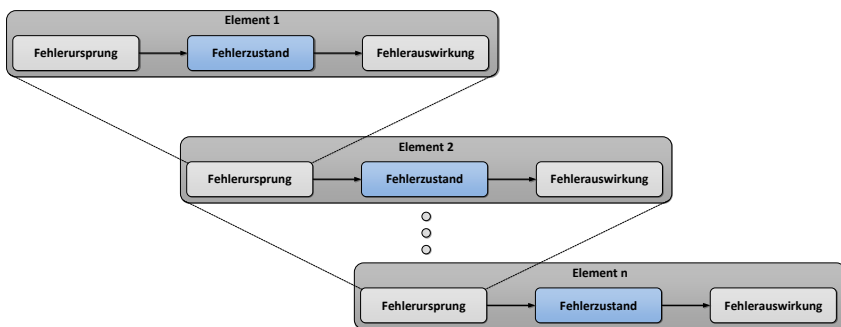 Element 1
Fehlerursprung Fehlerzustand Fehlerauswirkung
Element 2
Fehlerursprung Fehlerzustand Fehlerauswirkung
Element n
Fehlerursprung Fehlerzustand Fehlerauswirkung